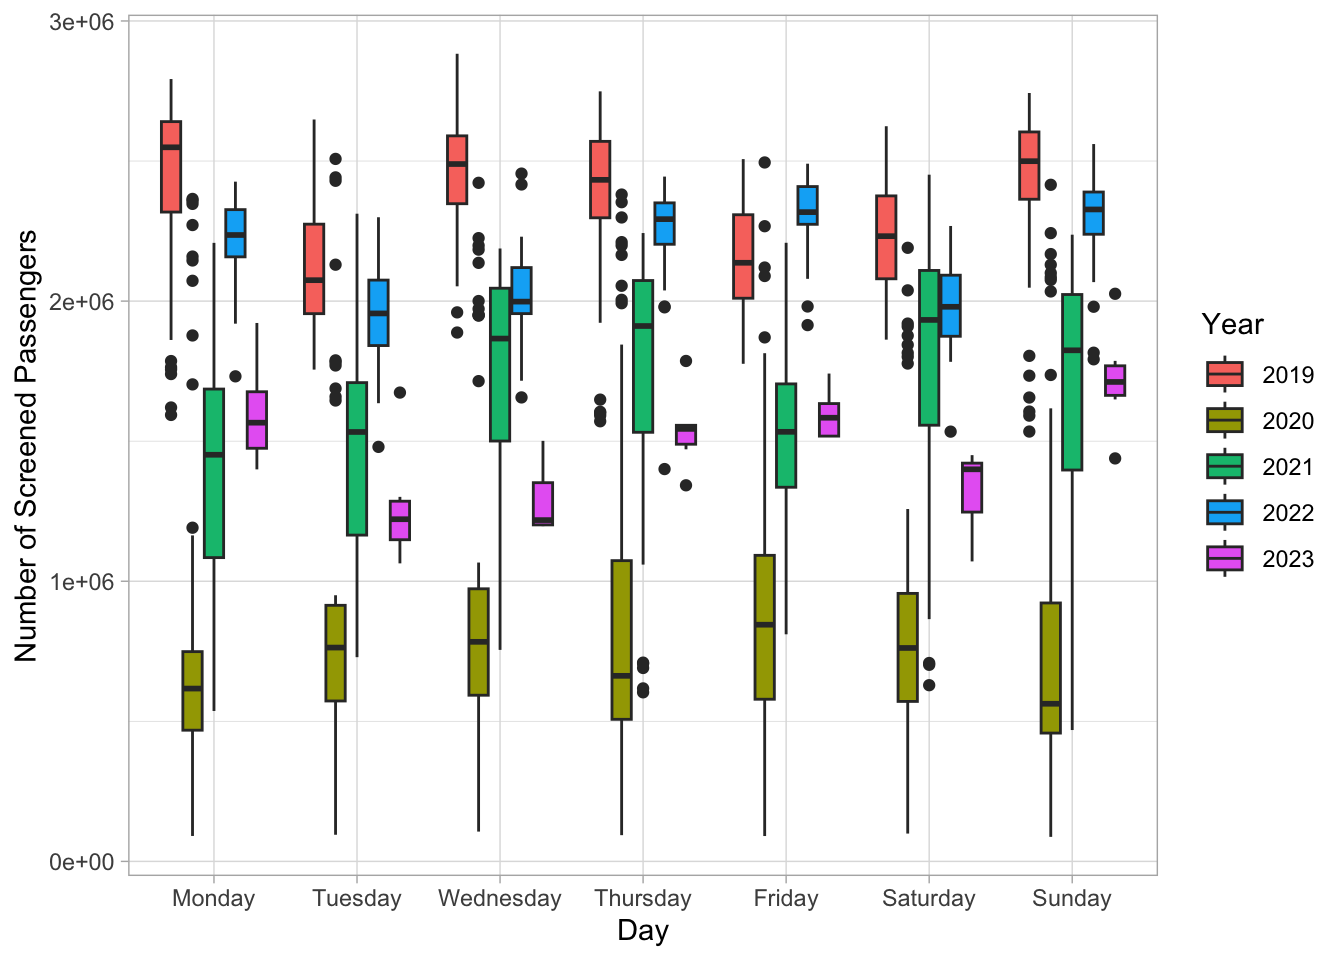 Number of Screened Passengers
3e+06
2e+06
1e+06
0e+00
Monday
Tuesday
Wednesday
Thursday
Friday
Saturday
Sunday
Day
Year
2019
2020
2021
2022
2023